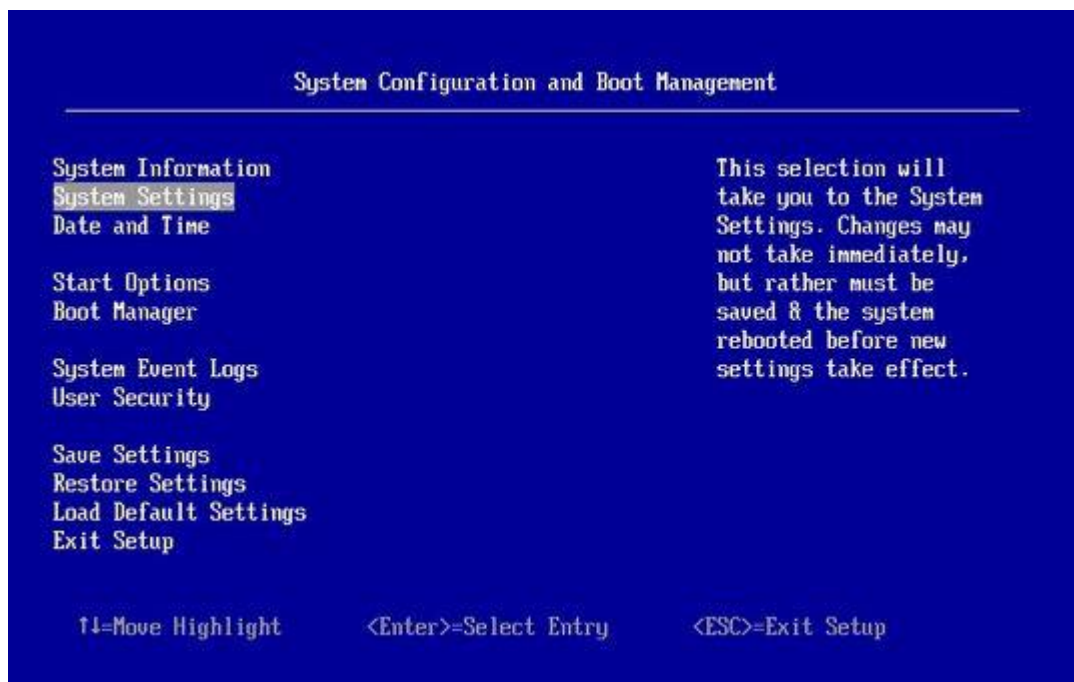 System Configuration and Boot Management
System Information
System Settings
Date and Time
Start Options
Boot Manager
System Event Logs
User Security
Save Settings
Restore Settings
Load Default Settings
Exit Setup
This selection will
take you to the System
Settings. Changes may
not take immediately,
but rather must be
saved & the system
rebooted before new
settings take effect.
↑↓=Move Highlight <Enter>=Select Entry <ESC>=Exit Setup